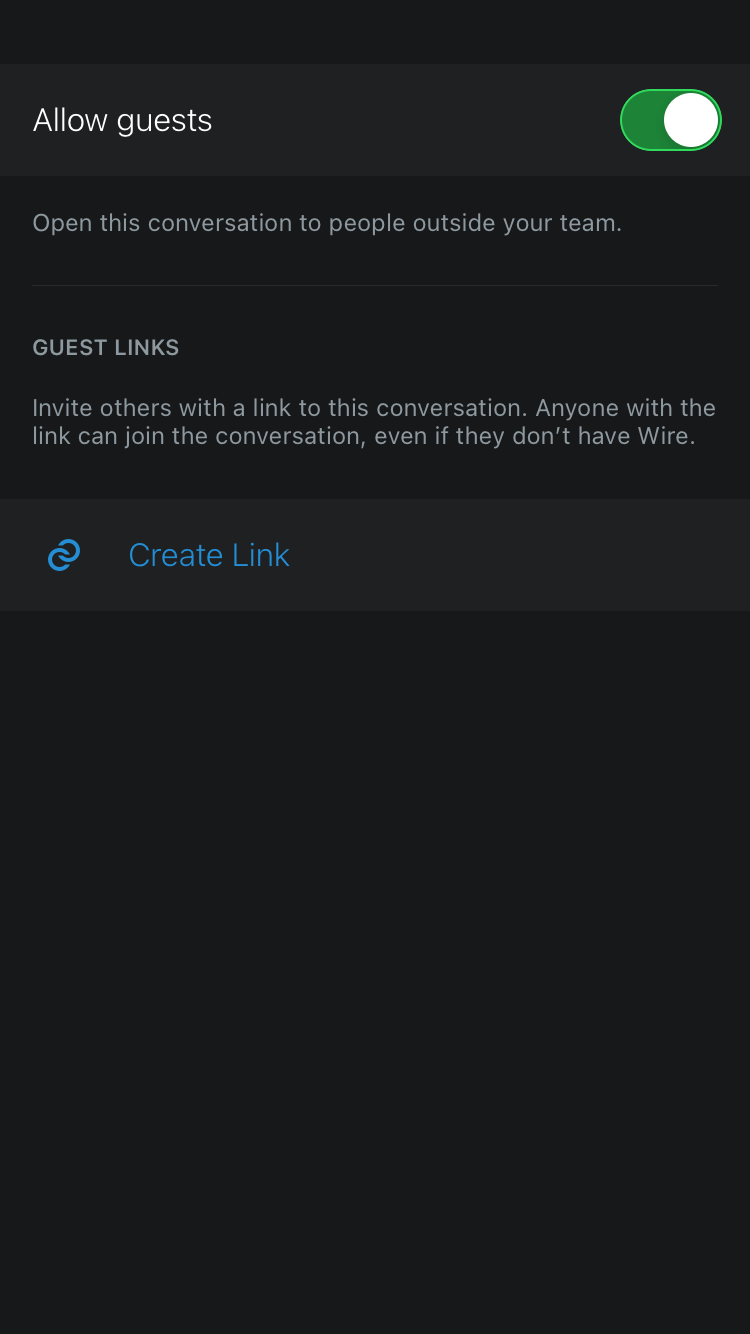 Allow guests
Open this conversation to people outside your team.
GUEST LINKS
Invite others with a link to this conversation. Anyone with the
link can join the conversation, even if they don’t have Wire.
Create Link